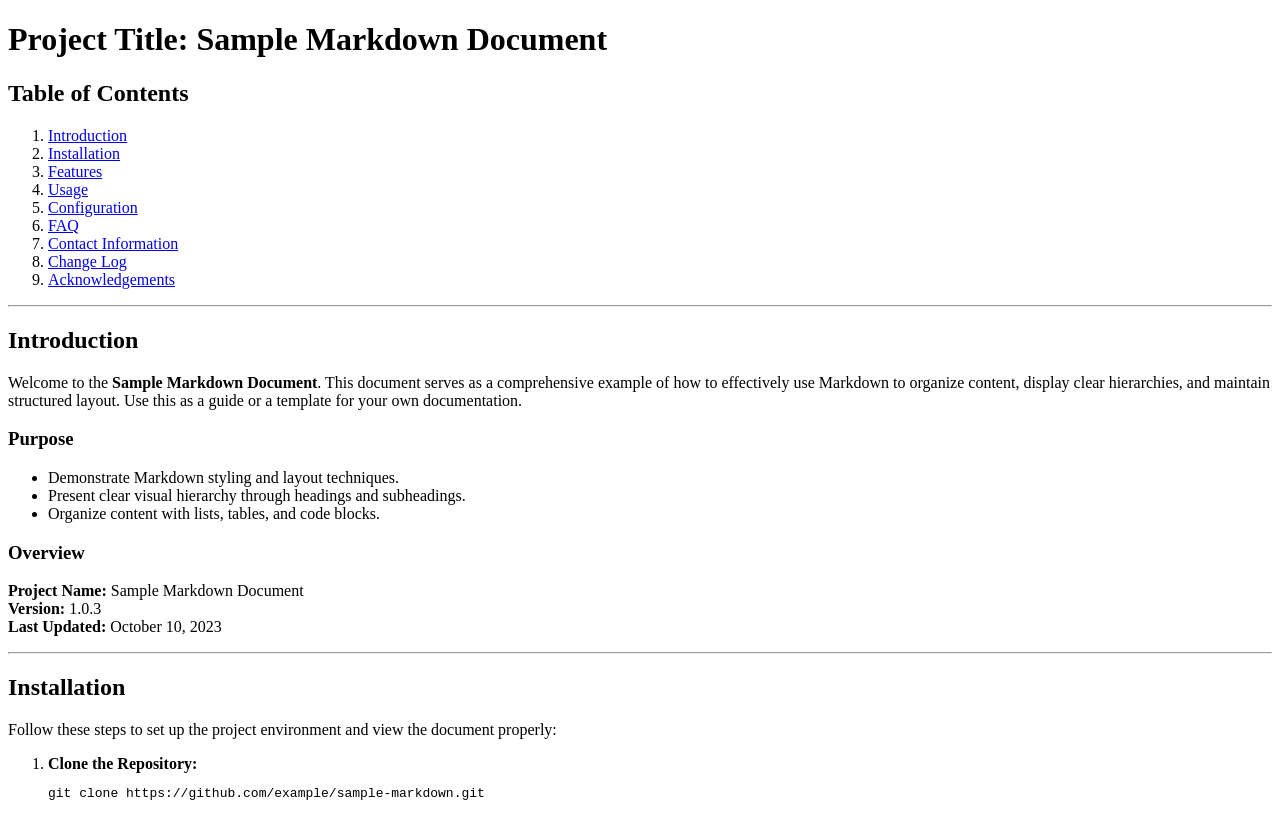 Project Title: Sample Markdown Document
Table of Contents
1. Introduction
2. Installation
3. Features
4. Usage
5. Configuration
6. FAQ
7. Contact Information
8. Change Log
9. Acknowledgements
Introduction
Welcome to the Sample Markdown Document. This document serves as a comprehensive example of how to effectively use Markdown to organize content, display clear hierarchies, and maintain
structured layout. Use this as a guide or a template for your own documentation.
Purpose
• Demonstrate Markdown styling and layout techniques.
• Present clear visual hierarchy through headings and subheadings.
• Organize content with lists, tables, and code blocks.
Overview
Project Name: Sample Markdown Document
Version: 1.0.3
Last Updated: October 10, 2023
Installation
Follow these steps to set up the project environment and view the document properly:
1. Clone the Repository:
git clone https://github.com/example/sample-markdown.git